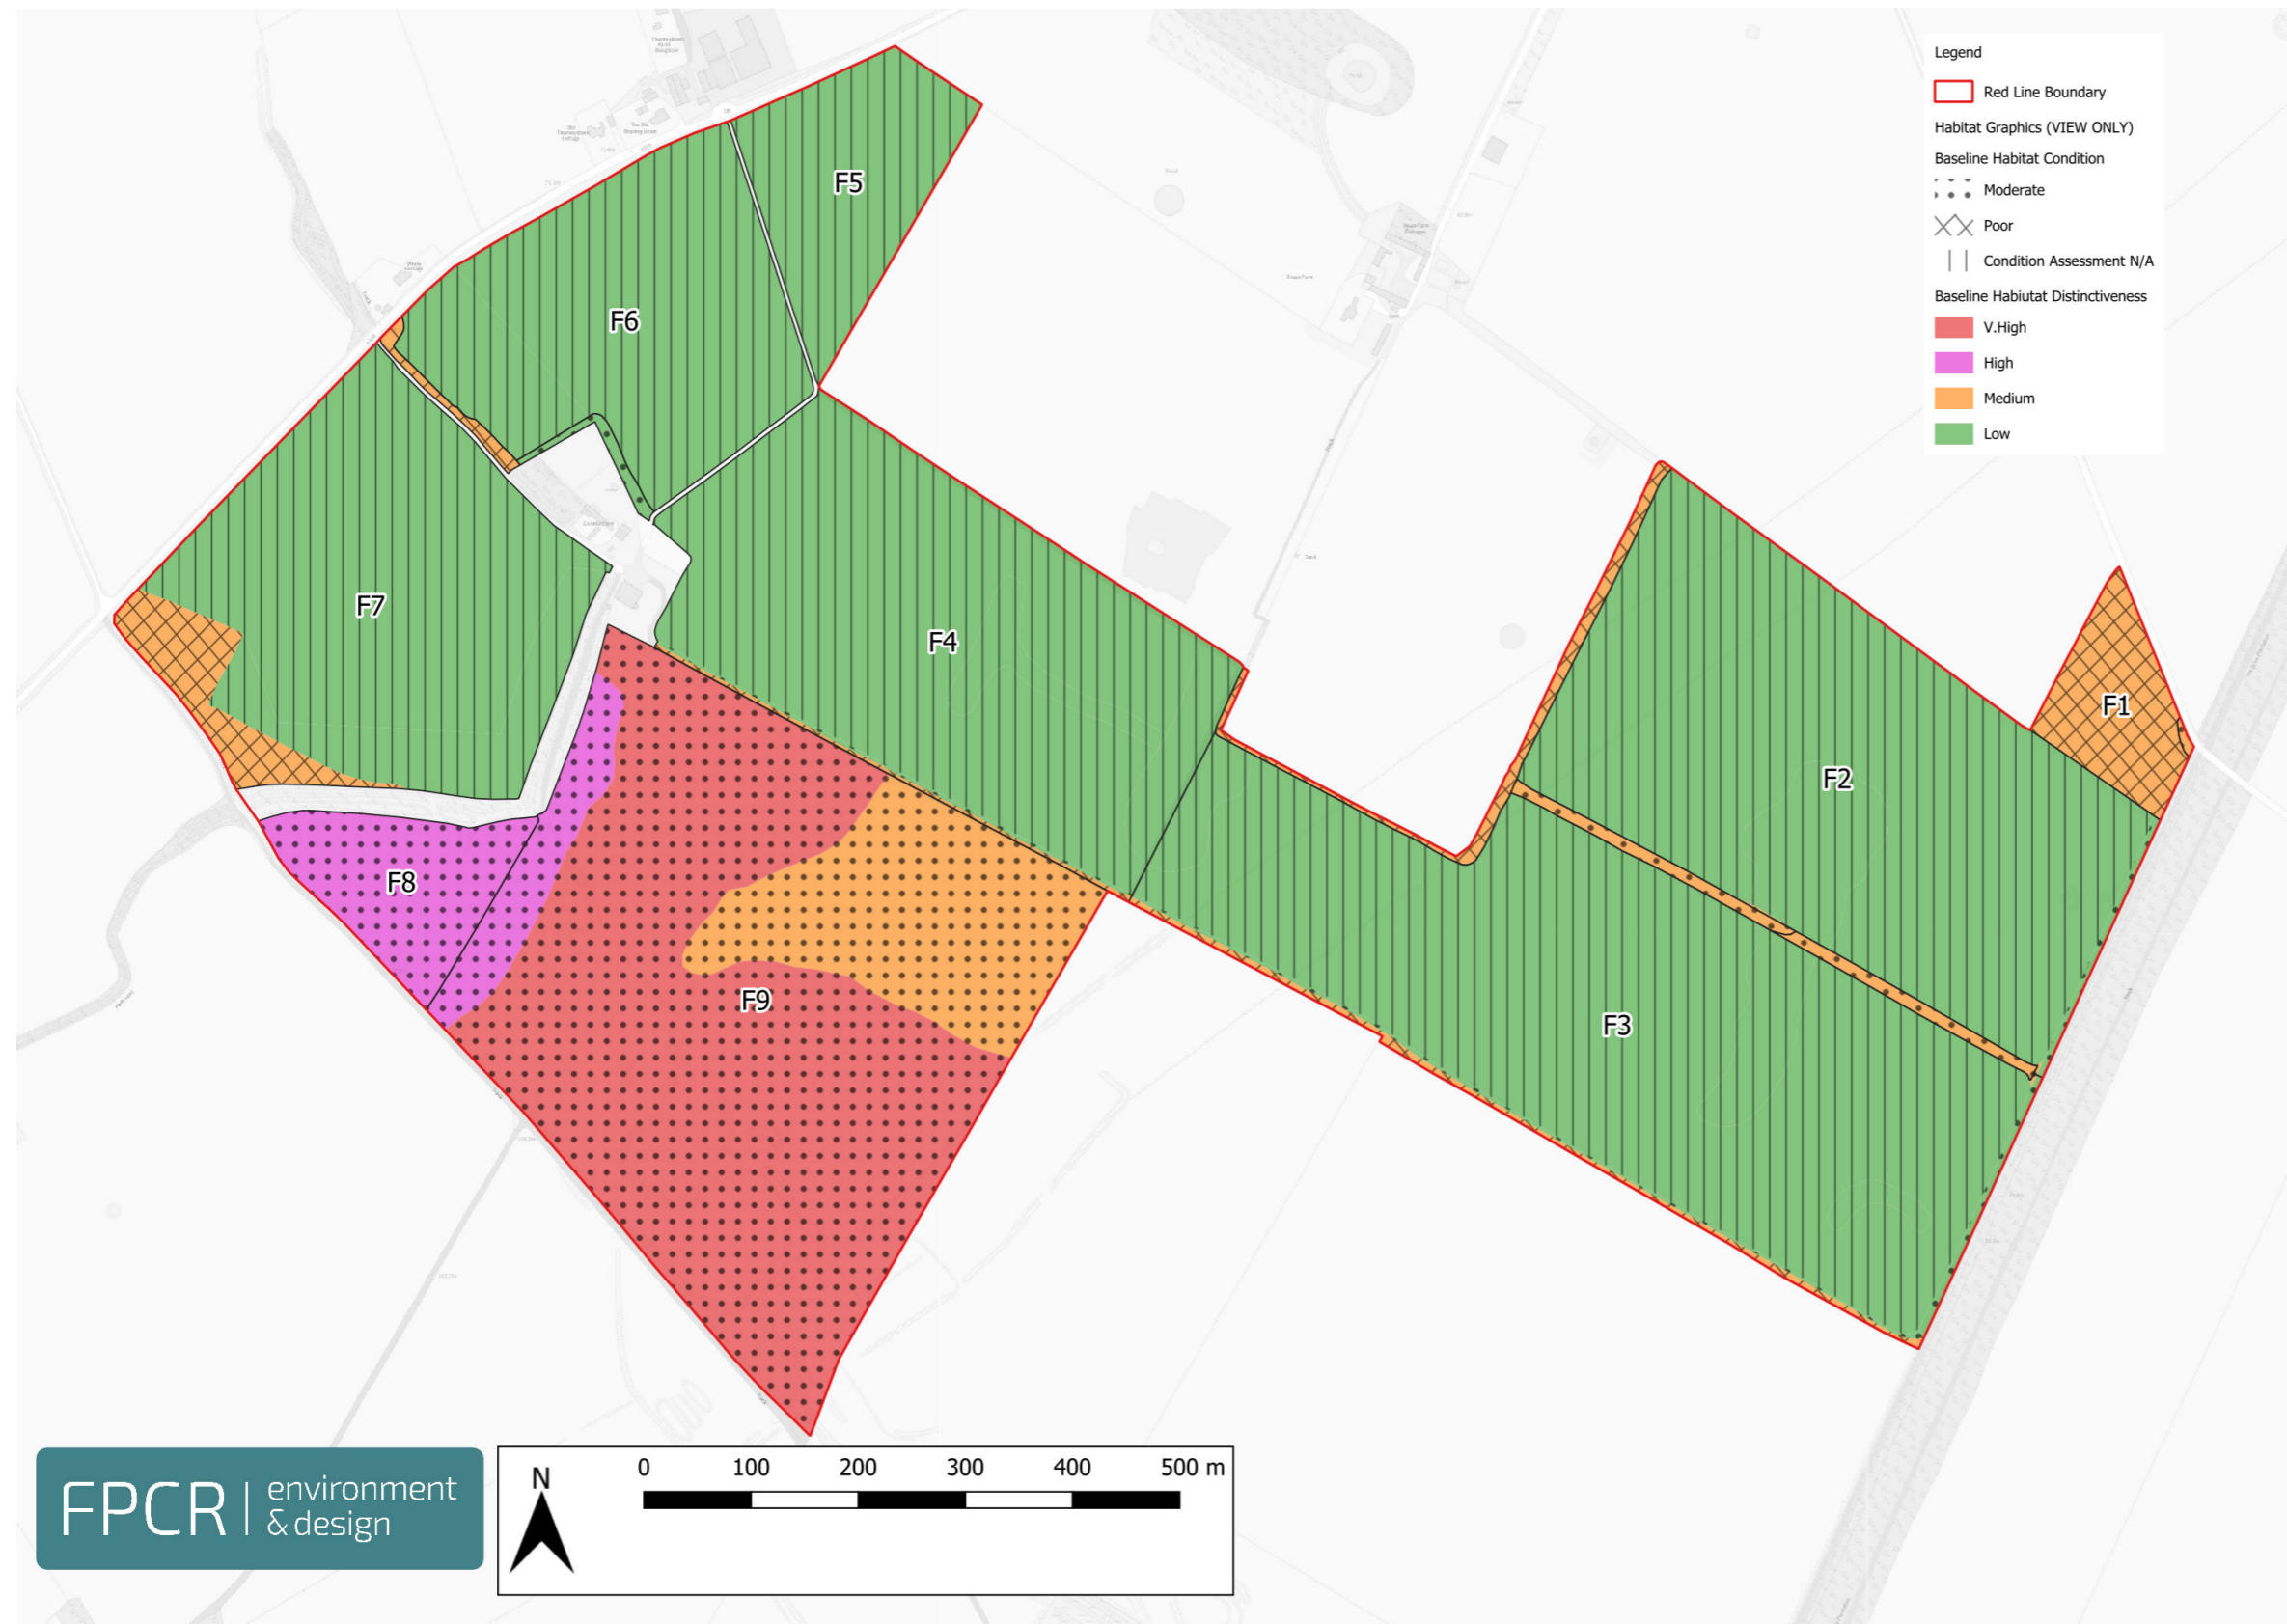 Legend
Red Line Boundary
Habitat Graphics (VIEW ONLY)
Baseline Habitat Condition
Moderate
Poor
Condition Assessment N/A
Baseline Habiutat Distinctiveness
V.High
High
Medium
Low
F5
F6
F7
F4
F1
F2
F8
F9
F3
FPCR
environment
& design
N
0 100 200 300 400 500 m